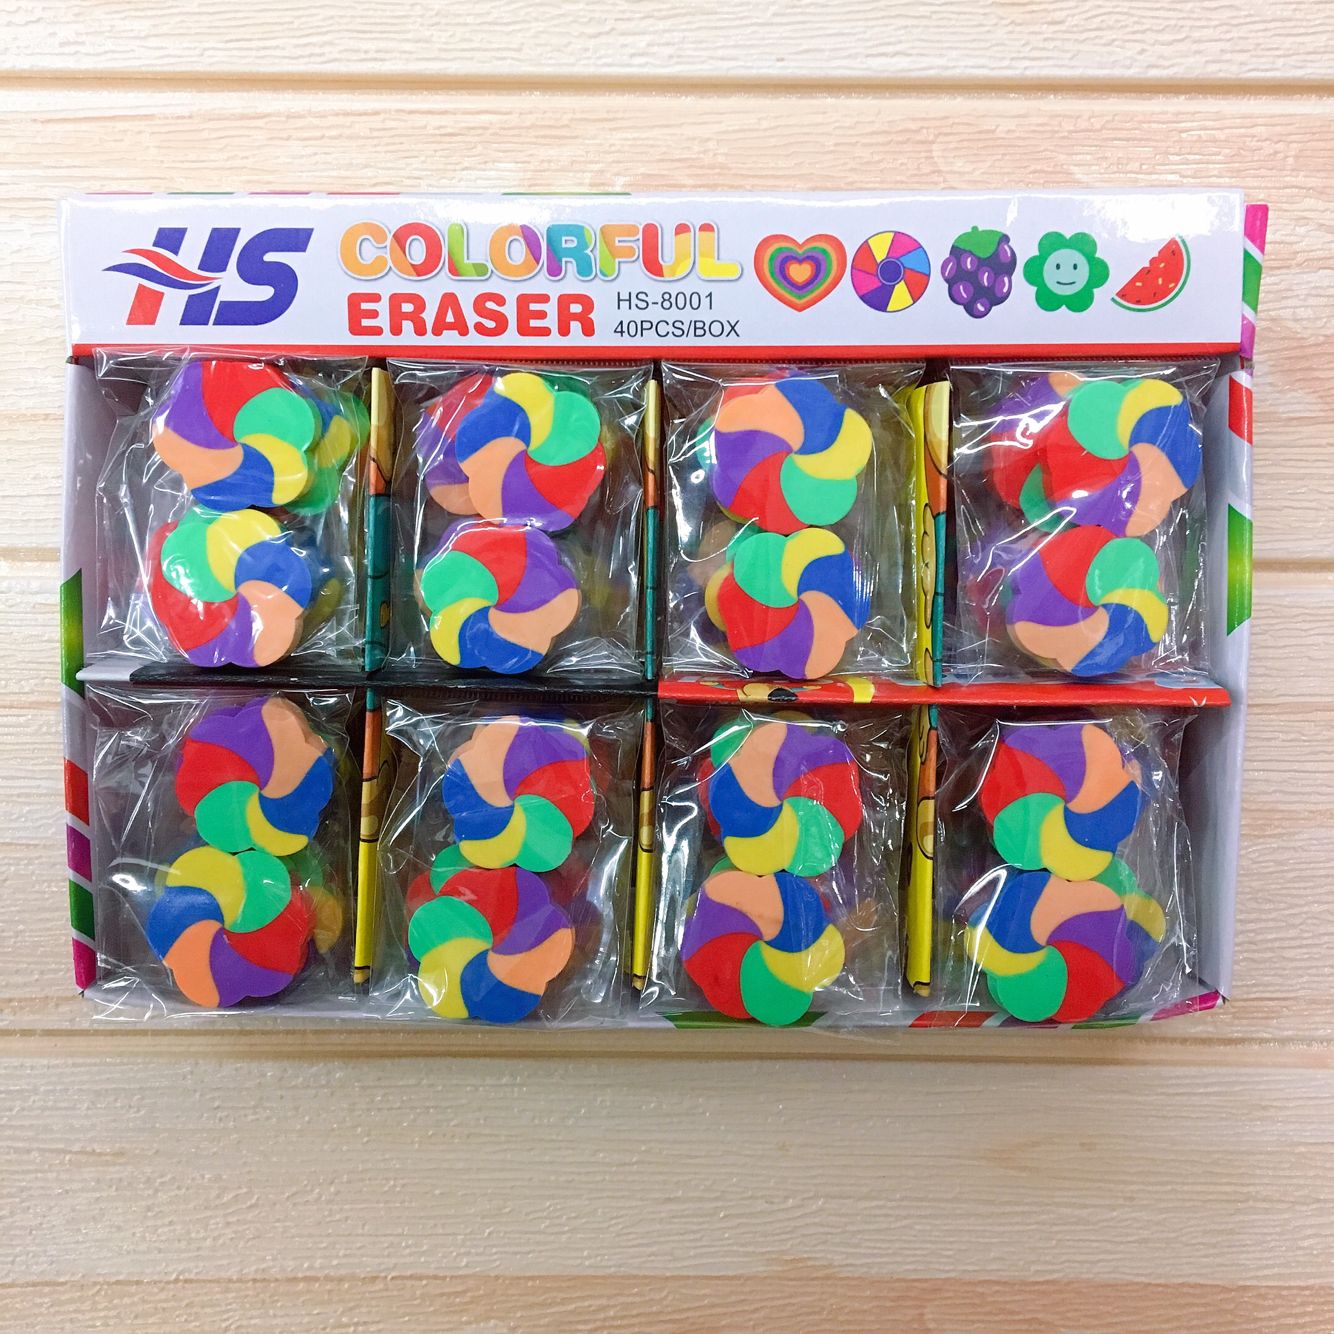 HS
COLORFUL
ERASER
HS-8001
40PCS/BOX